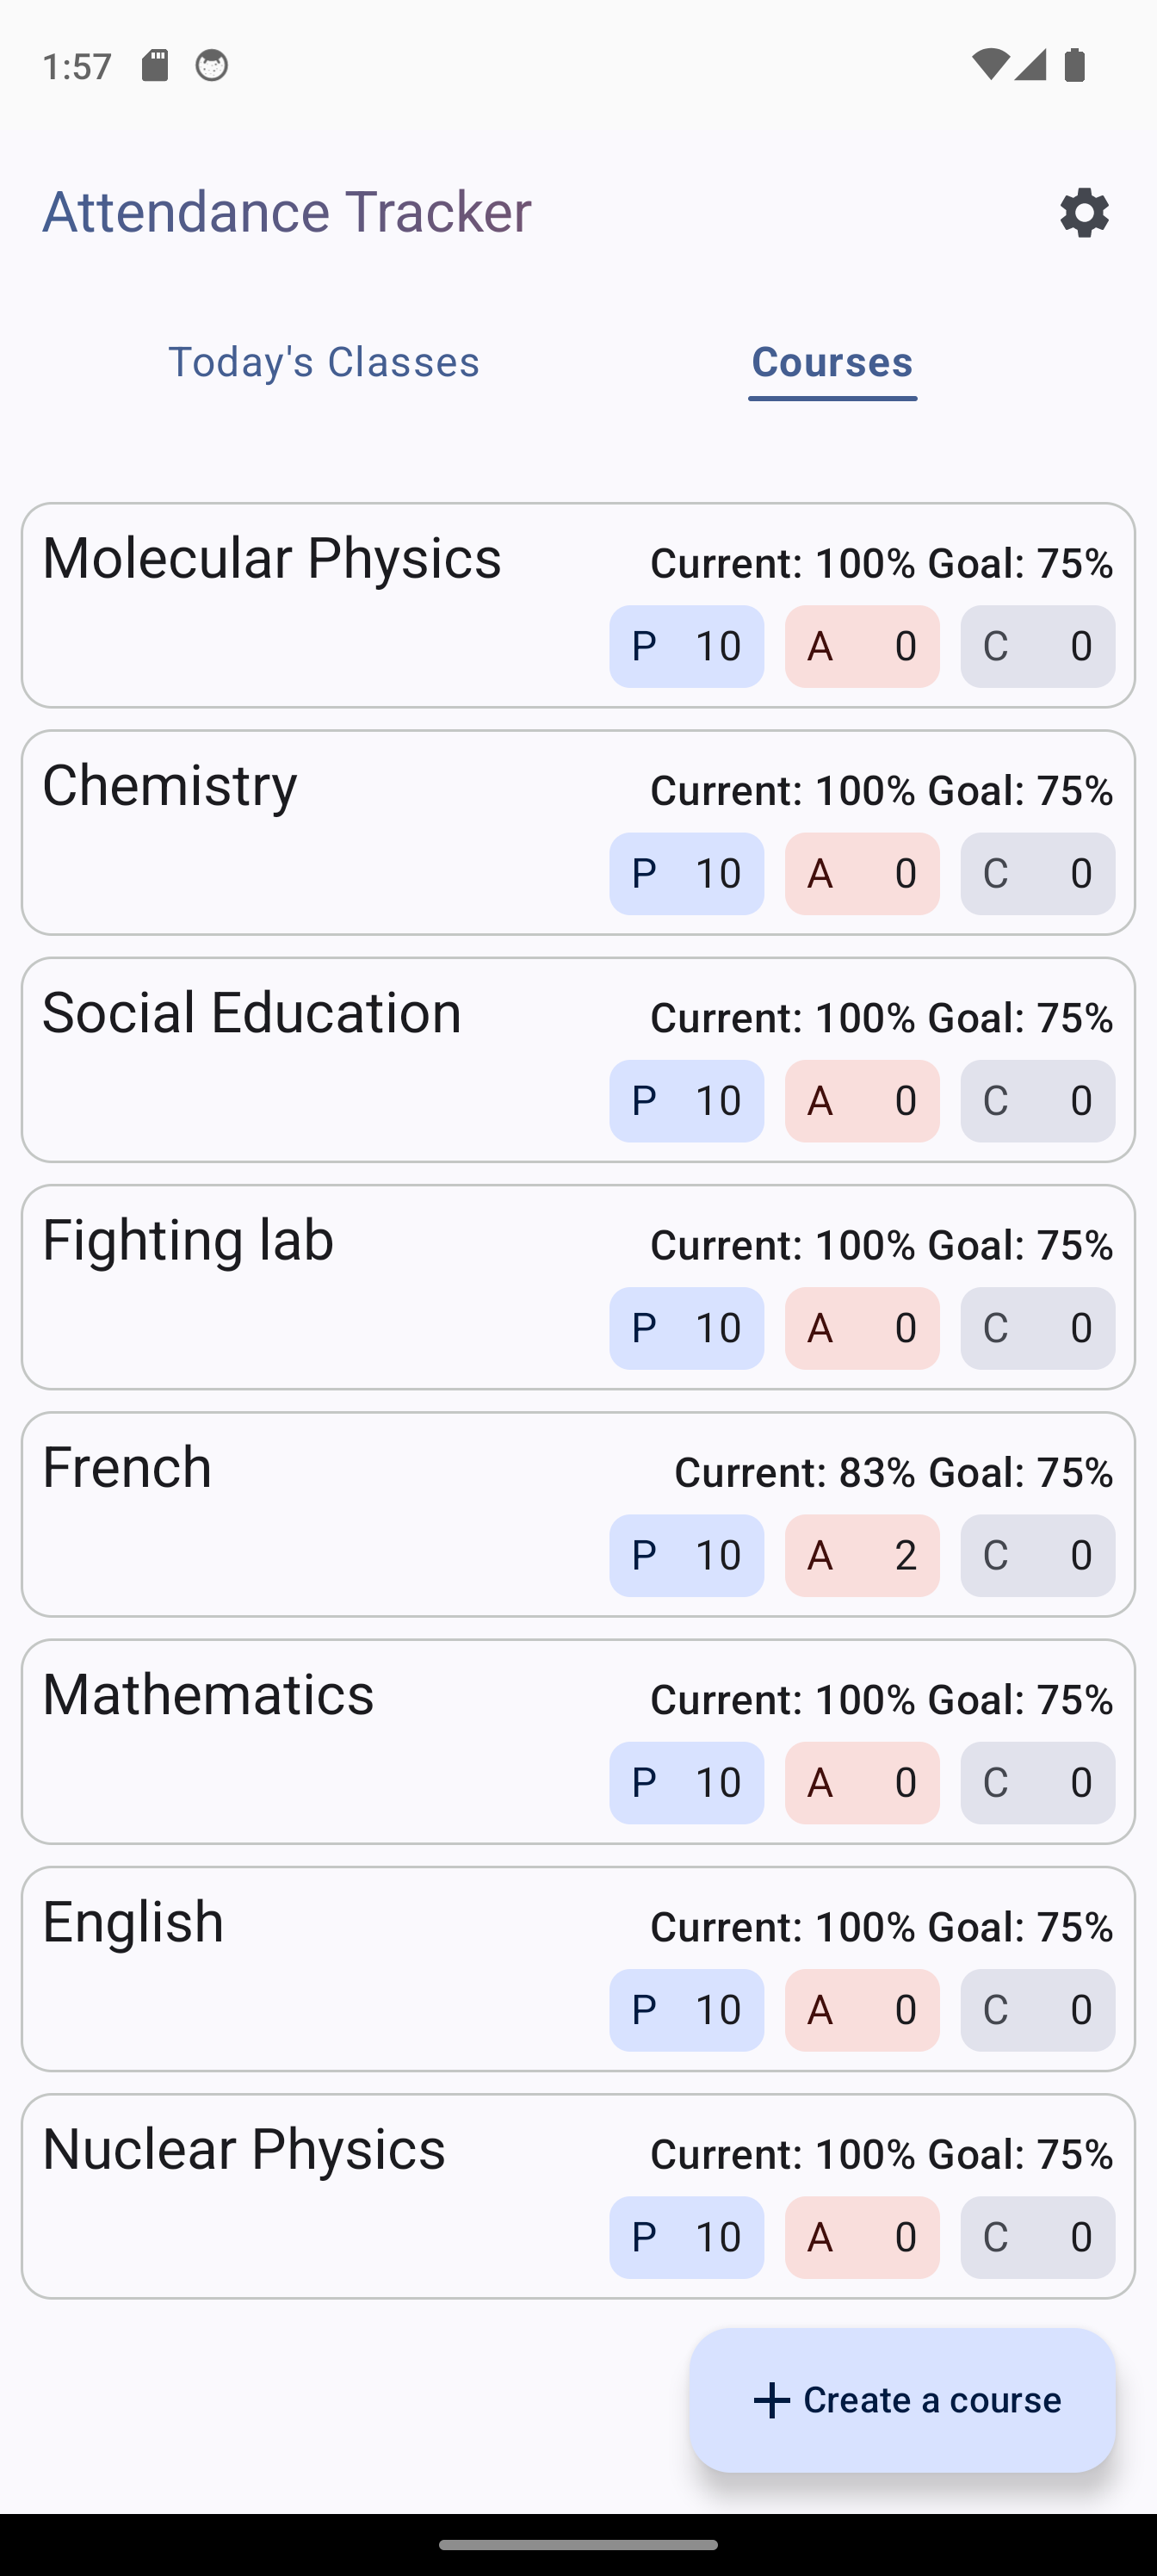 1:57
Attendance Tracker
Today's Classes Courses
Molecular Physics Current: 100% Goal: 75%
P 10 A 0 C 0
Chemistry Current: 100% Goal: 75%
P 10 A 0 C 0
Social Education Current: 100% Goal: 75%
P 10 A 0 C 0
Fighting lab Current: 100% Goal: 75%
P 10 A 0 C 0
French Current: 83% Goal: 75%
P 10 A 2 C 0
Mathematics Current: 100% Goal: 75%
P 10 A 0 C 0
English Current: 100% Goal: 75%
P 10 A 0 C 0
Nuclear Physics Current: 100% Goal: 75%
P 10 A 0 C 0
Create a course